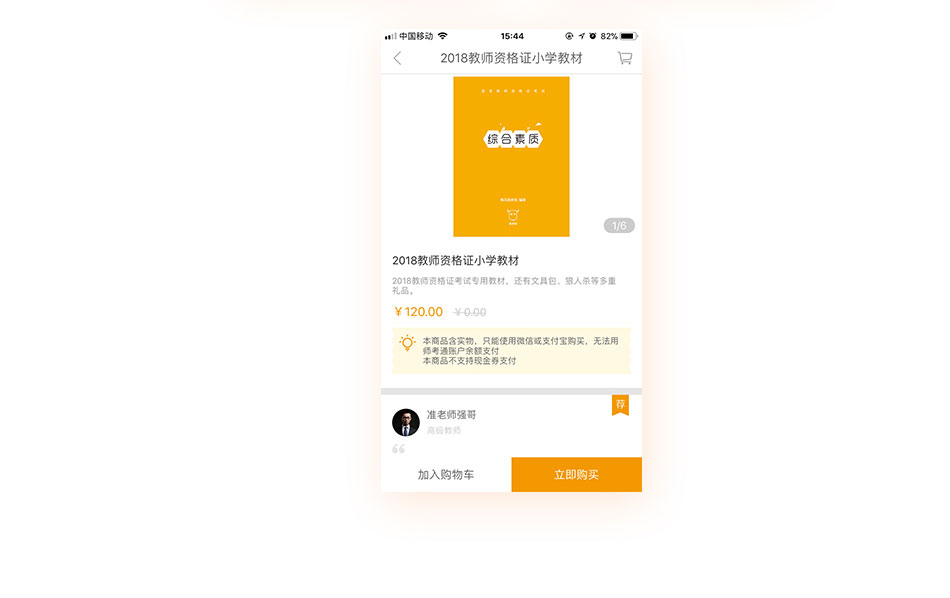 中国移动
15:44
82%
2018教师资格证小学教材
综合素质
1/6
2018教师资格证小学教材
2018教师资格证考试专用教材，还有文具包、狼人杀等多重
礼品。
￥120.00 ￥0.00
本商品含实物，只能使用微信或支付宝购买，无法用
师考通账户余额支付
本商品不支持现金券支付
荐
准老师强哥
高级教师
加入购物车
立即购买